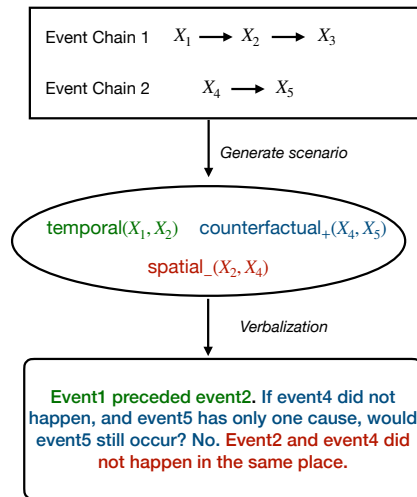 Event Chain 1 X₁ → X₂ → X₃
Event Chain 2 X₄ → X₅
Generate scenario
temporal(X₁, X₂) counterfactual₊(X₄, X₅)
spatial₋(X₂, X₄)
Verbalization
Event1 preceded event2. If event4 did not
happen, and event5 has only one cause, would
event5 still occur? No. Event2 and event4 did
not happen in the same place.